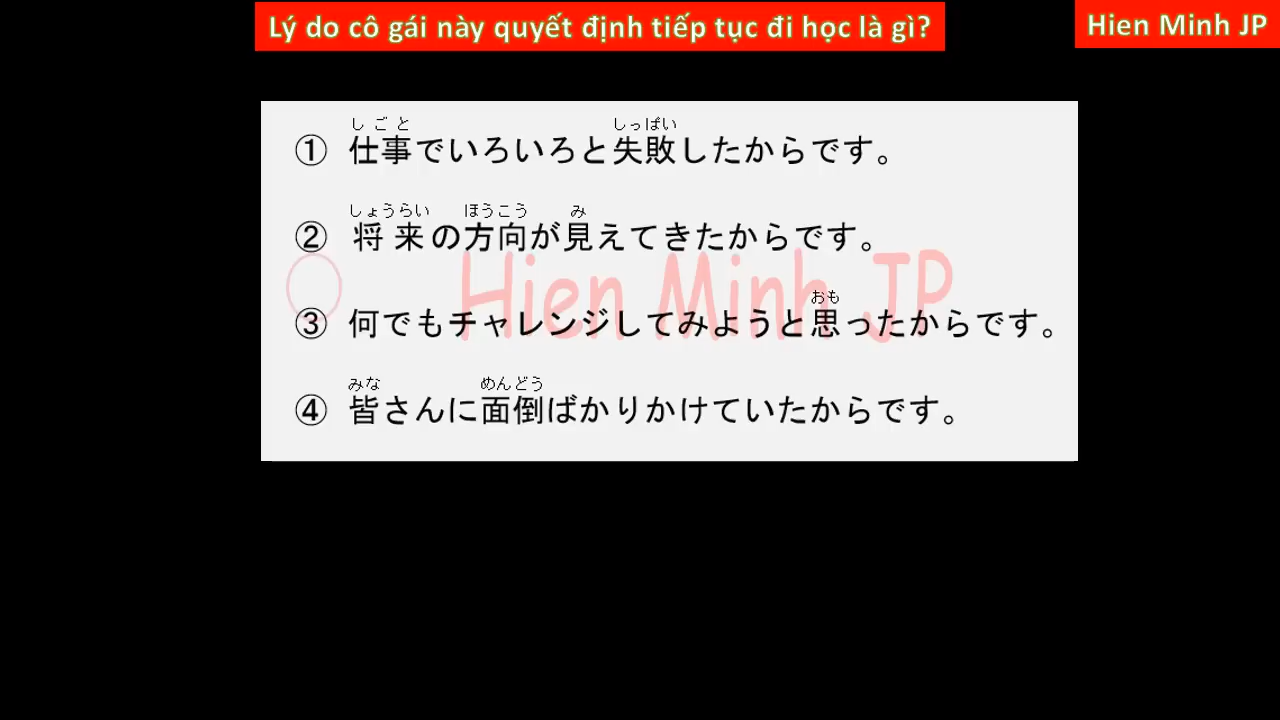 Lý do cô gái này quyết định tiếp tục đi học là gì?
Hien Minh JP
しごと しっぱい
① 仕事でいろいろと失敗したからです。
しょうらい ほうこう み
② 将来の方向が見えてきたからです。
Hien Minh JP
おも
③ 何でもチャレンジしてみようと思ったからです。
みな めんどう
④ 皆さんに面倒ばかりかけていたからです。